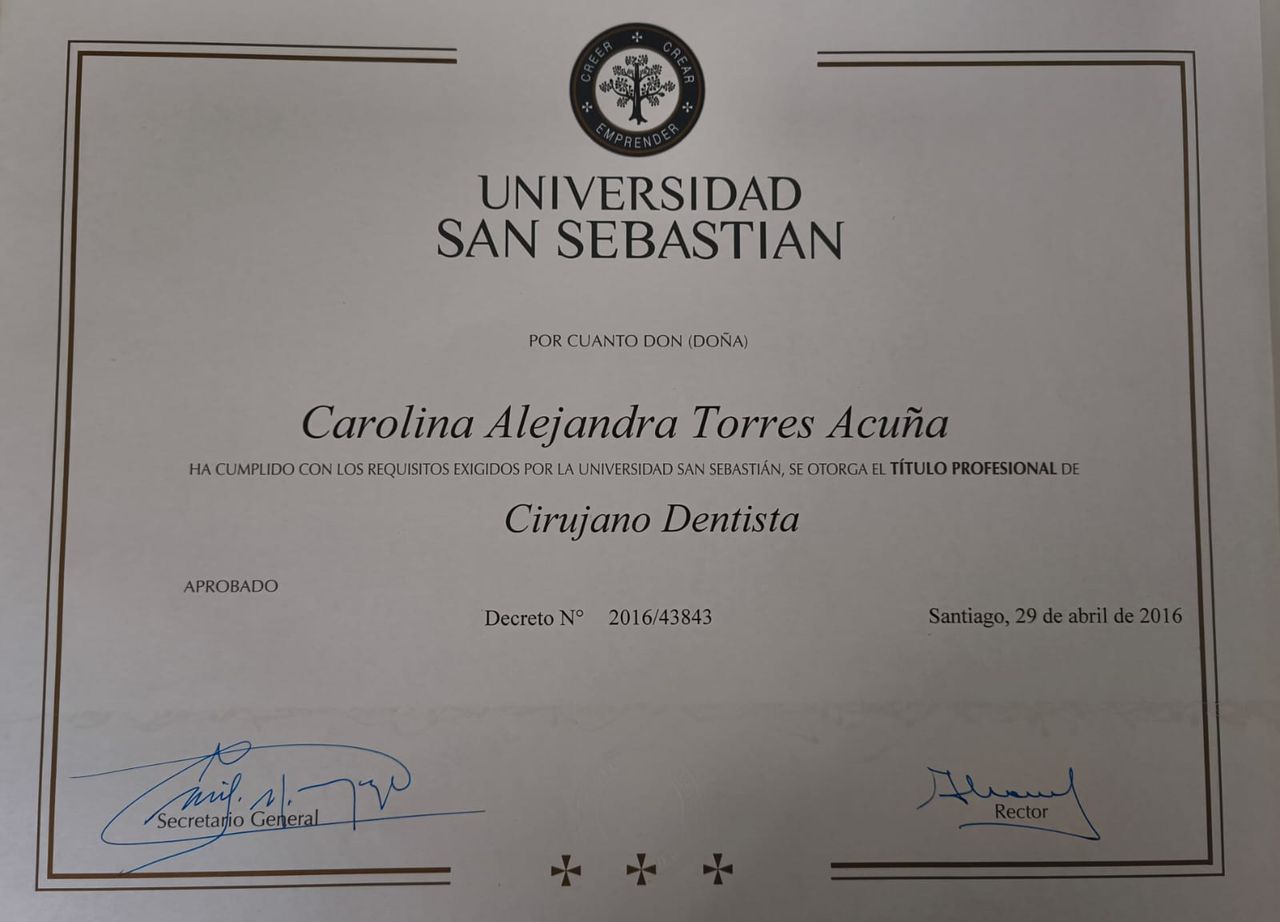 CREER CREAR
EMPRENDER
UNIVERSIDAD
SAN SEBASTIAN
POR CUANTO DON (DOÑA)
Carolina Alejandra Torres Acuña
HA CUMPLIDO CON LOS REQUISITOS EXIGIDOS POR LA UNIVERSIDAD SAN SEBASTIÁN, SE OTORGA EL TÍTULO PROFESIONAL DE
Cirujano Dentista
APROBADO
Decreto N° 2016/43843
Santiago, 29 de abril de 2016
Secretario General
Rector